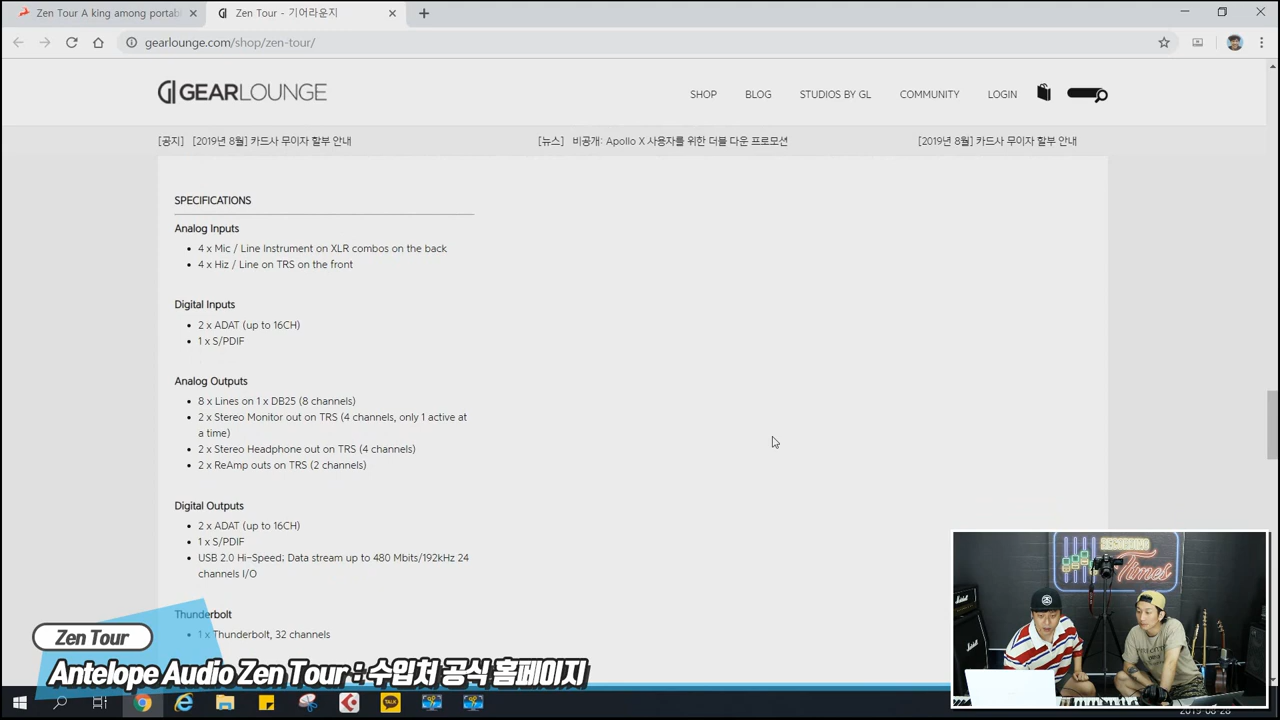 Zen Tour A king among portabl
Zen Tour - 기어라운지
gearlounge.com/shop/zen-tour/
GEARLOUNGE
SHOP
BLOG
STUDIOS BY GL
COMMUNITY
LOGIN
[공지] [2019년 8월] 카드사 무이자 할부 안내
[뉴스] 비공개: Apollo X 사용자를 위한 더블 다운 프로모션
[2019년 8월] 카드사 무이자 할부 안내
SPECIFICATIONS
Analog Inputs
4 x Mic / Line Instrument on XLR combos on the back
4 x Hiz / Line on TRS on the front
Digital Inputs
2 x ADAT (up to 16CH)
1 x S/PDIF
Analog Outputs
8 x Lines on 1 x DB25 (8 channels)
2 x Stereo Monitor out on TRS (4 channels, only 1 active at
a time)
2 x Stereo Headphone out on TRS (4 channels)
2 x ReAmp outs on TRS (2 channels)
Digital Outputs
2 x ADAT (up to 16CH)
1 x S/PDIF
USB 2.0 Hi-Speed; Data stream up to 480 Mbits/192kHz 24
channels I/O
Thunderbolt
1 x Thunderbolt, 32 channels
Zen Tour
Antelope Audio Zen Tour : 수입처 공식 홈페이지
RECORDING
Times
Marshall
TALK
2019-08-28